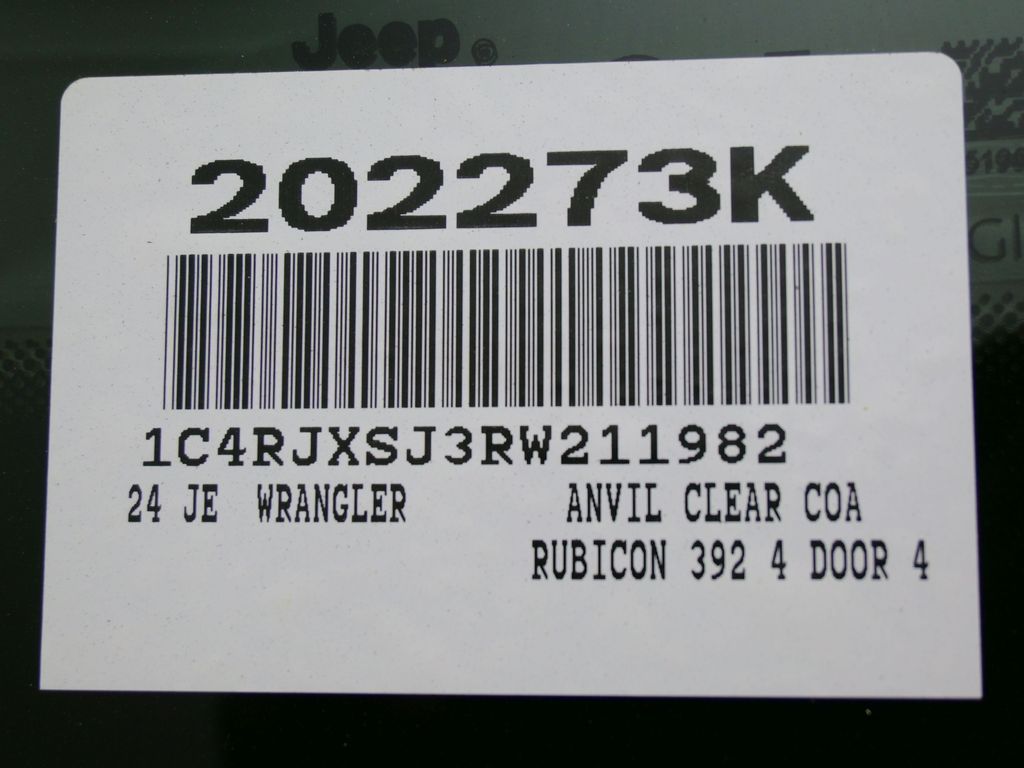 Jeep®
202273K
1C4RJXSJ3RW211982
24 JE WRANGLER ANVIL CLEAR COA
RUBICON 392 4 DOOR 4